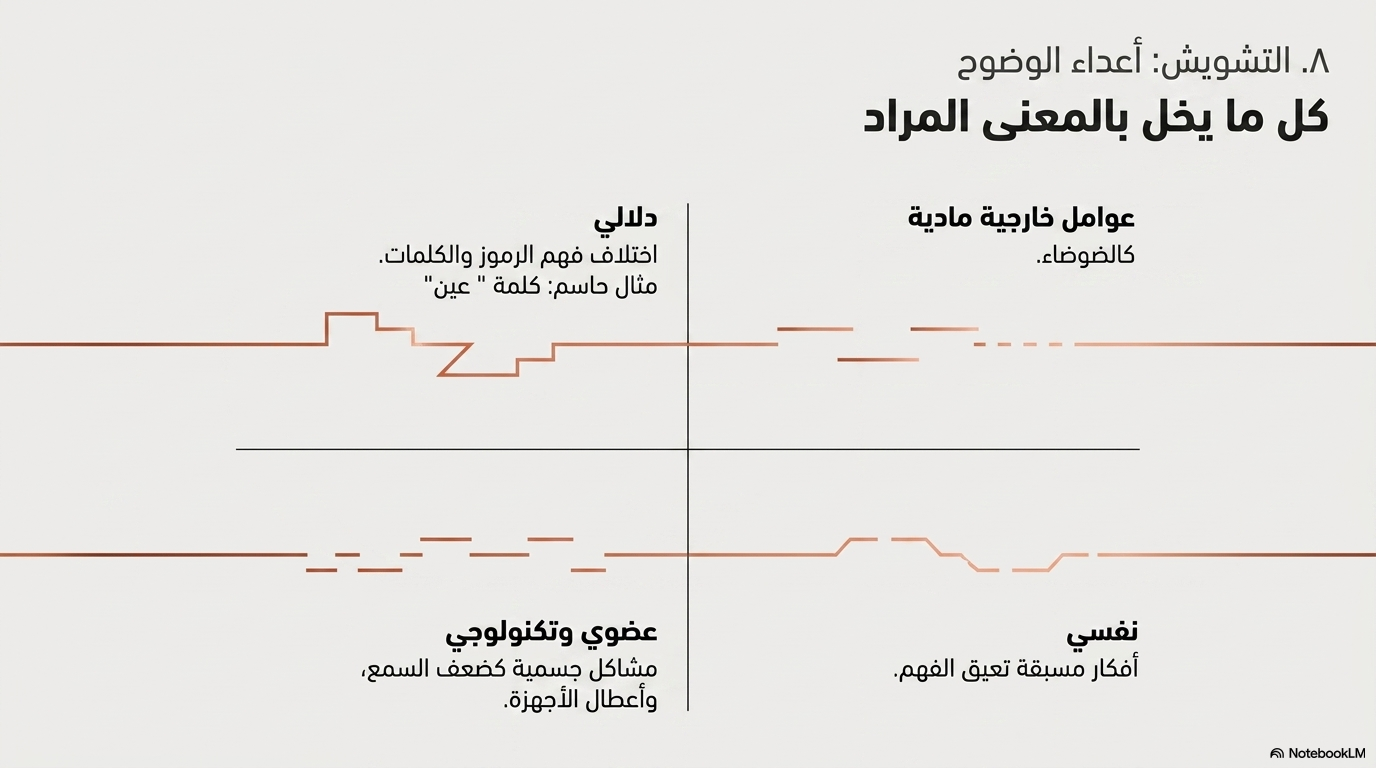 ٨. التشويش: أعداء الوضوح
كل ما يخل بالمعنى المراد
عوامل خارجية مادية
كالضوضاء.
دلالي
اختلاف فهم الرموز والكلمات.
مثال حاسم: كلمة " عين"
نفسي
أفكار مسبقة تعيق الفهم.
عضوي وتكنولوجي
مشاكل جسمية كضعف السمع،
وأعطال الأجهزة.
NotebookLM